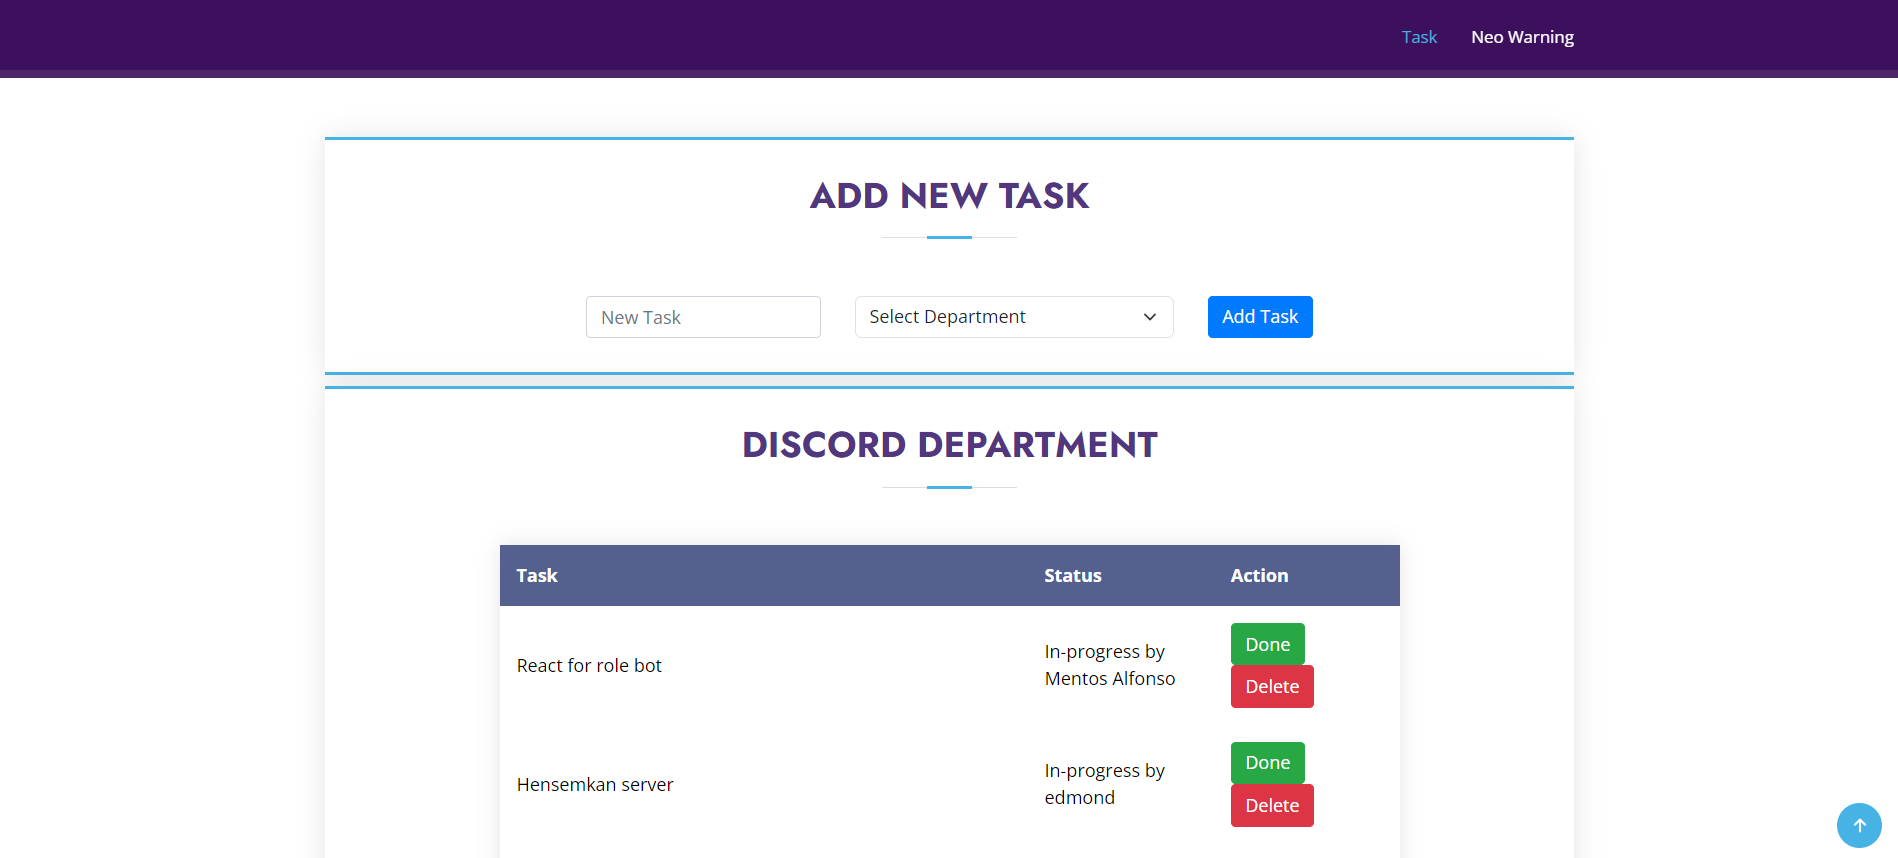 Task Neo Warning
ADD NEW TASK
New Task Select Department Add Task
DISCORD DEPARTMENT
Task Status Action
React for role bot
In-progress by
Mentos Alfonso
Done
Delete
Hensemkan server
In-progress by
edmond
Done
Delete